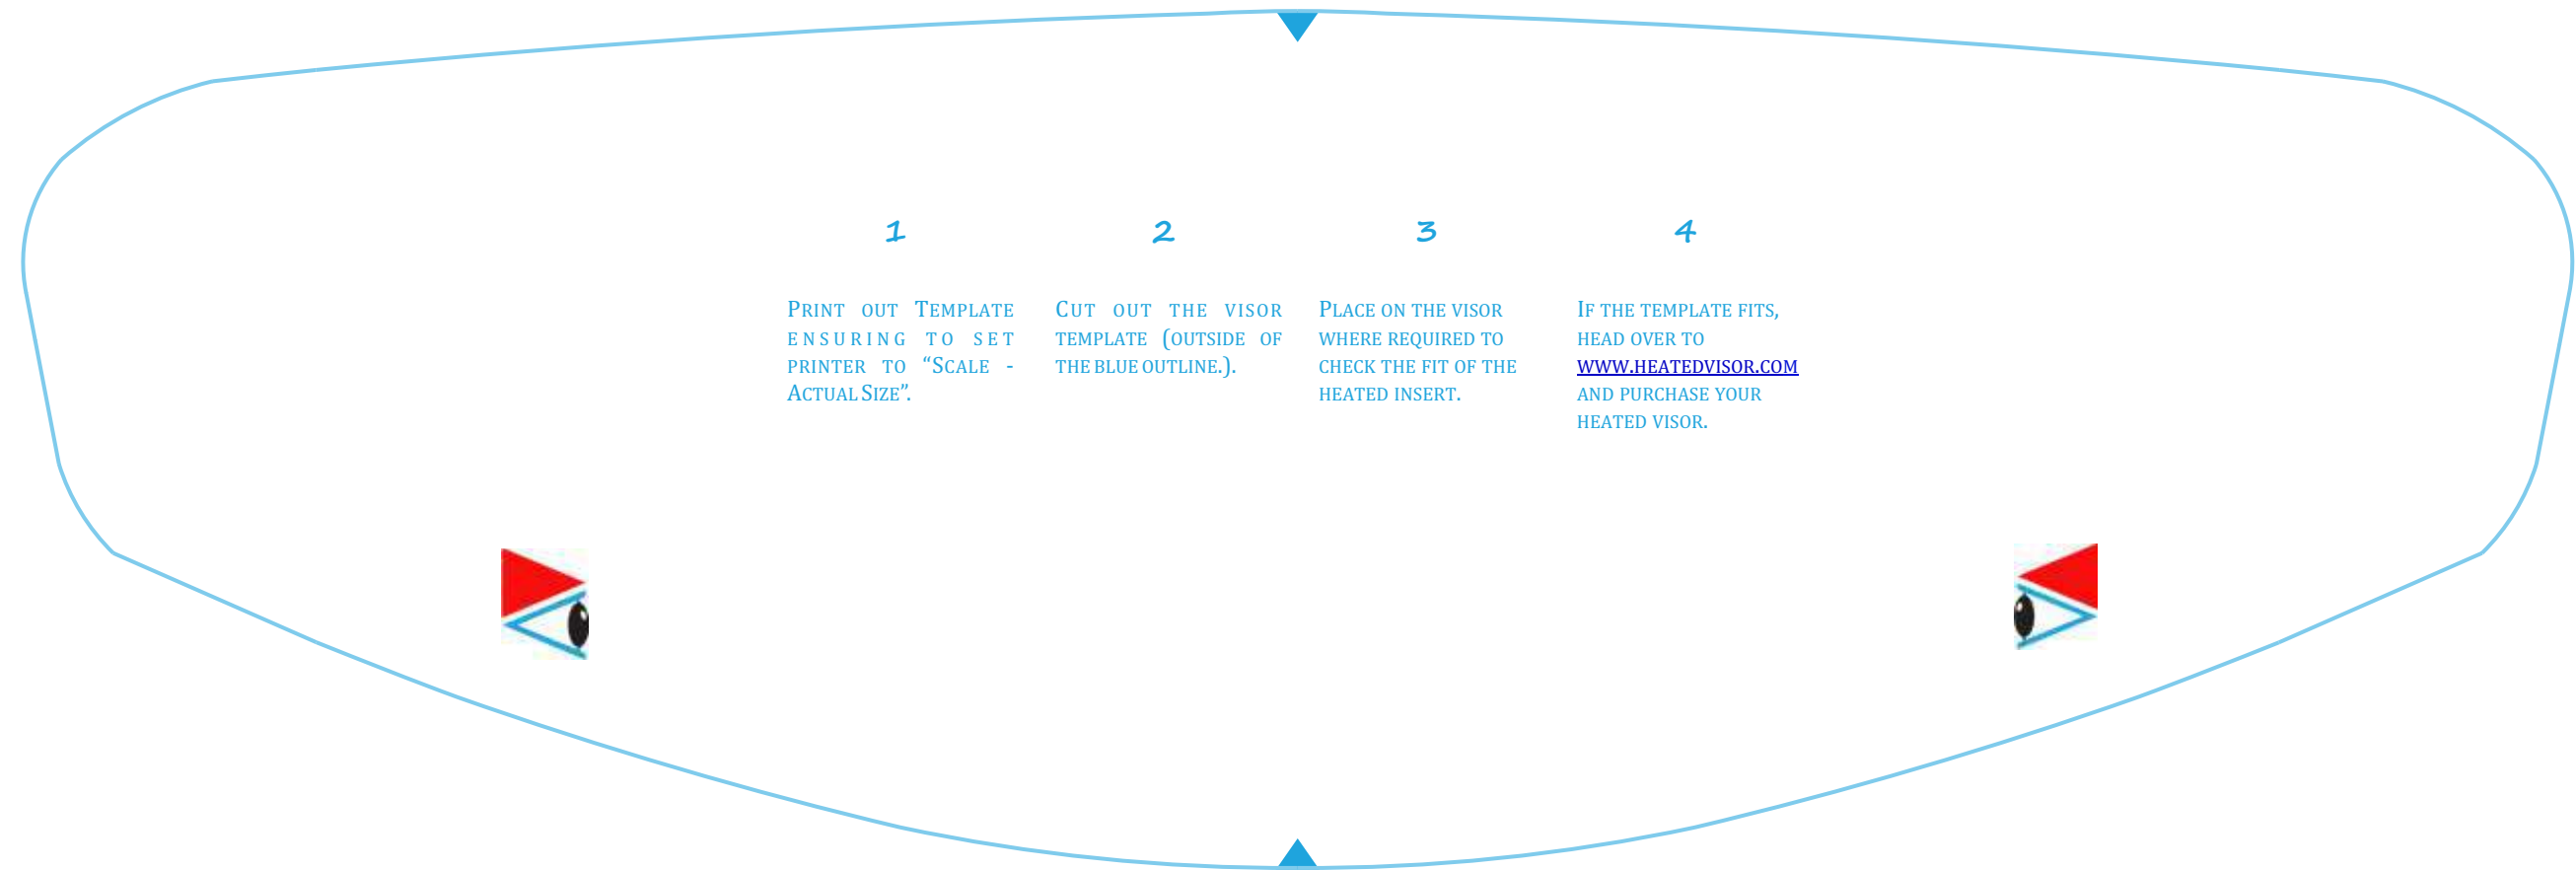 1
PRINT OUT TEMPLATE
ENSURING TO SET
PRINTER TO “SCALE -
ACTUAL SIZE”.
2
CUT OUT THE VISOR
TEMPLATE (OUTSIDE OF
THE BLUE OUTLINE.).
3
PLACE ON THE VISOR
WHERE REQUIRED TO
CHECK THE FIT OF THE
HEATED INSERT.
4
IF THE TEMPLATE FITS,
HEAD OVER TO
WWW.HEATEDVISOR.COM
AND PURCHASE YOUR
HEATED VISOR.